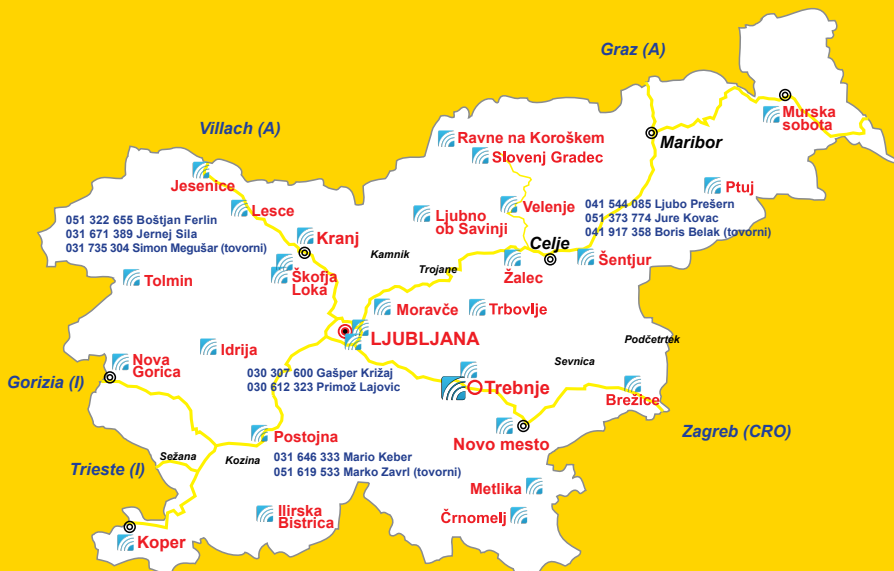 Graz (A)
Murska
sobota
Villach (A)
Ravne na Koroškem
Maribor
Slovenj Gradec
Jesenice
Ptuj
Lesce
Ljubno
ob Savinji
Velenje
051 322 655 Boštjan Ferlin
031 671 389 Jernej Sila
031 735 304 Simon Megušar (tovorni)
041 544 085 Ljubo Prešern
051 373 774 Jure Kovac
041 917 358 Boris Belak (tovorni)
Kranj
Celje
Kamnik
Trojane
Žalec
Šentjur
Tolmin
Škofja
Loka
Moravče
Trbovlje
LJUBLJANA
Podčetrtek
Idrija
Sevnica
Nova
Gorica
Gorizia (I)
030 307 600 Gašper Križaj
030 612 323 Primož Lajovic
Trebnje
Brežice
Postojna
Novo mesto
Zagreb (CRO)
Sežana
Kozina
Trieste (I)
031 646 333 Mario Keber
051 619 533 Marko Zavrl (tovorni)
Metlika
Ilirska
Bistrica
Črnomelj
Koper